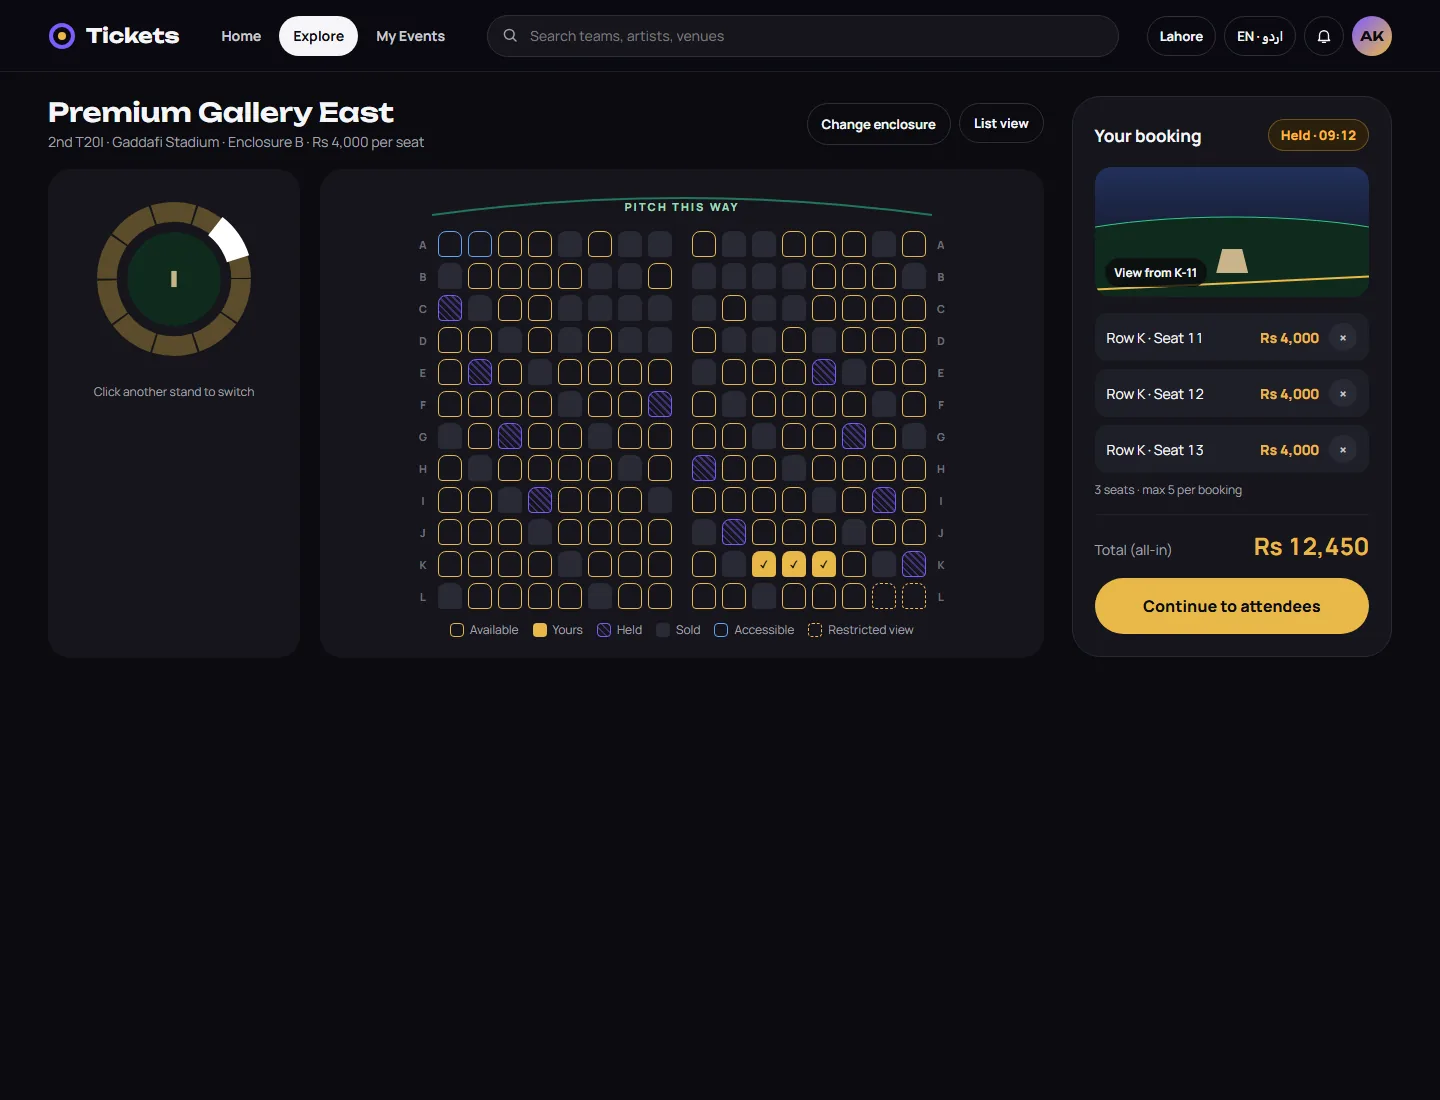 Tickets
Home
Explore
My Events
Search teams, artists, venues
Lahore
EN · اردو
AK
Premium Gallery East
2nd T20I · Gaddafi Stadium · Enclosure B · Rs 4,000 per seat
Change enclosure
List view
Click another stand to switch
PITCH THIS WAY
A A
B B
C C
D D
E E
F F
G G
H H
I I
J J
K ✓ ✓ ✓ K
L L
Available Yours Held Sold Accessible Restricted view
Your booking
Held · 09:12
View from K-11
Row K · Seat 11 Rs 4,000 ×
Row K · Seat 12 Rs 4,000 ×
Row K · Seat 13 Rs 4,000 ×
3 seats · max 5 per booking
Total (all-in) Rs 12,450
Continue to attendees